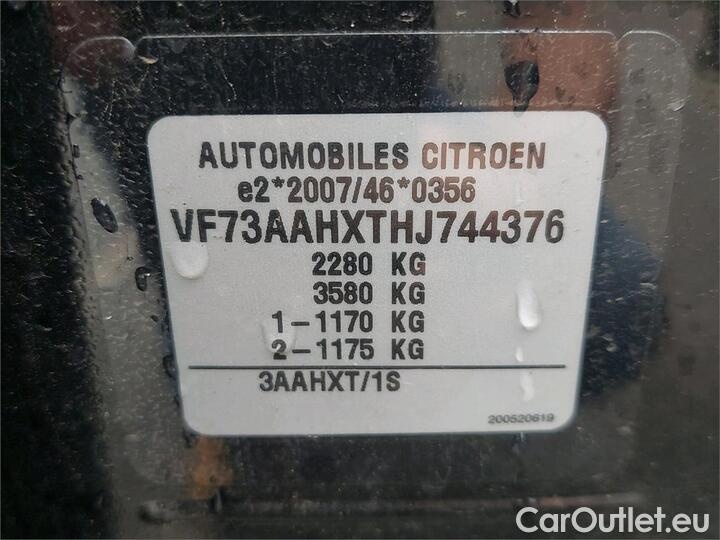 AUTOMOBILES CITROEN
e2*2007/46*0356
VF73AAHXTHJ744376
2280 KG
3580 KG
1-1170 KG
2-1175 KG
3AAHXT/1S
200520619
CarOutlet.eu